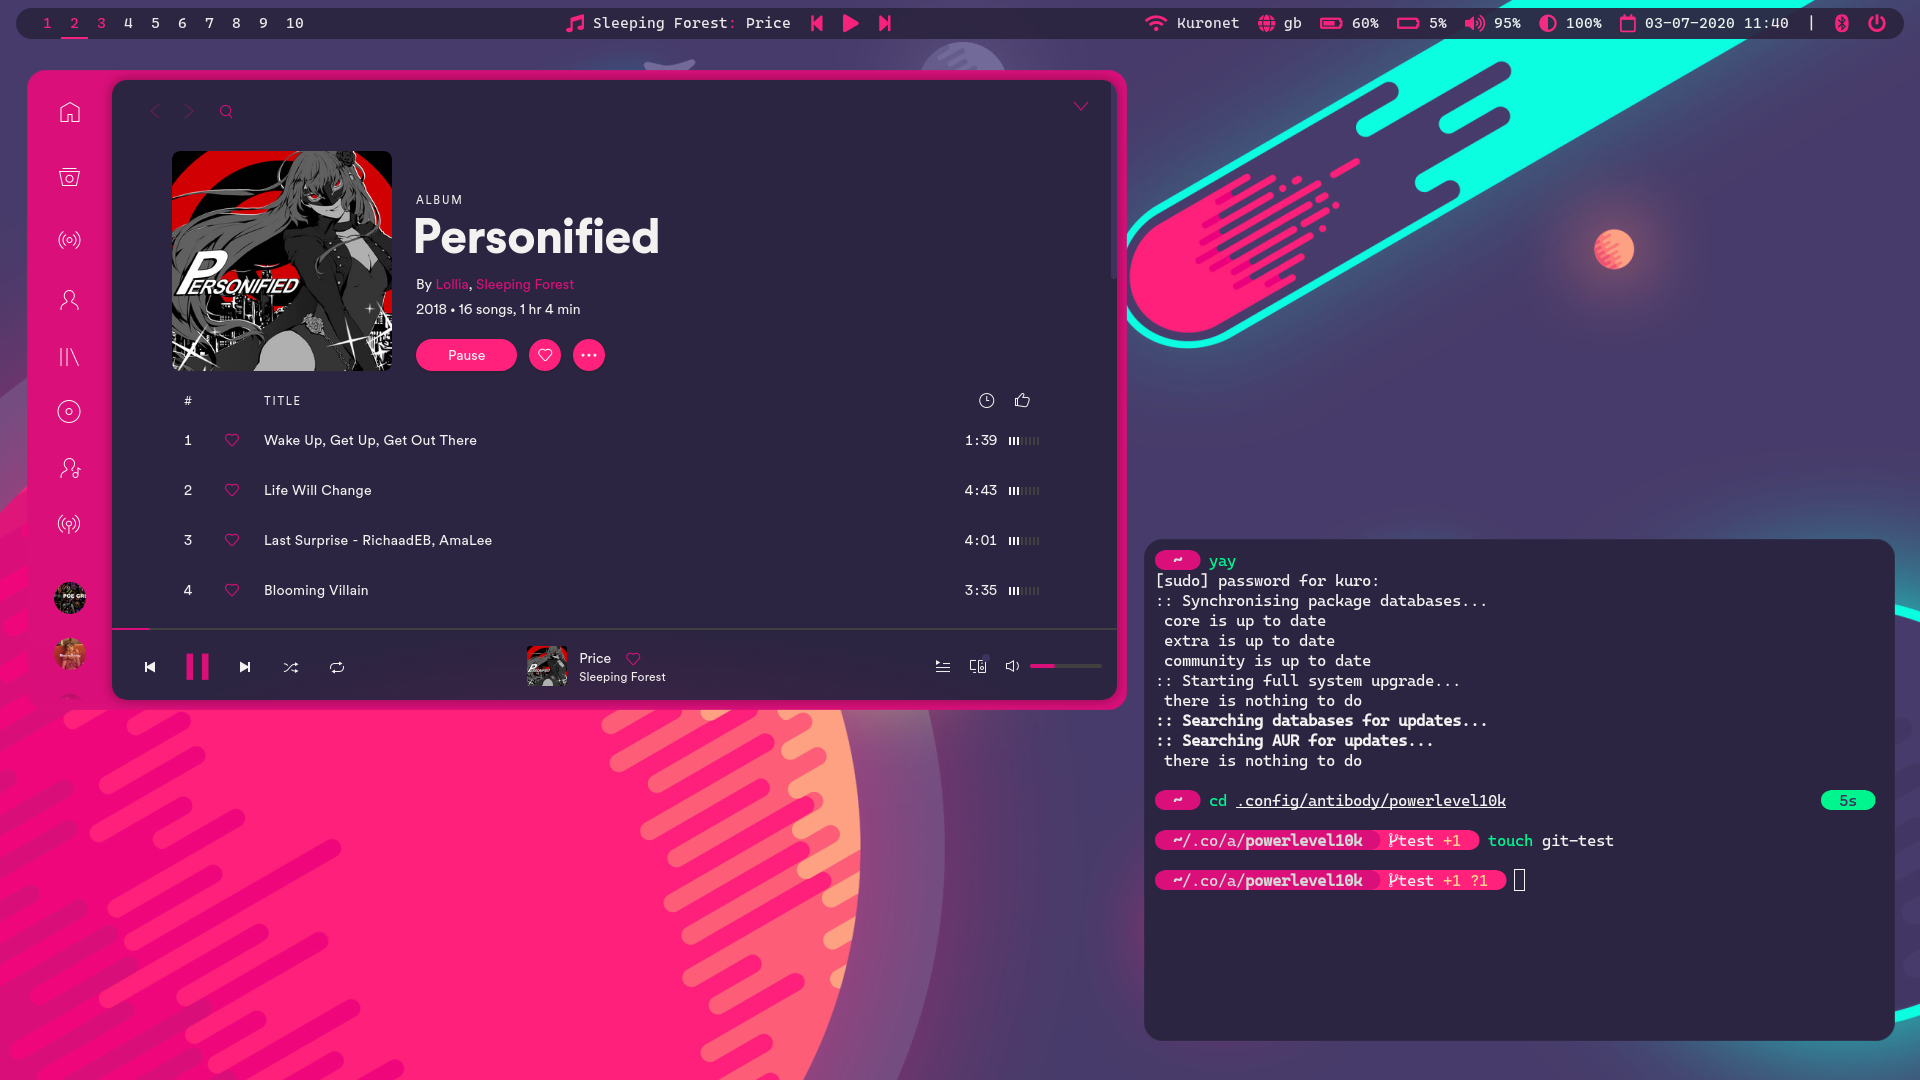 1 2 3 4 5 6 7 8 9 10
Sleeping Forest: Price
Kuronet gb 60% 5% 95% 100% 03-07-2020 11:40 |
PERSONIFIED
ALBUM
Personified
By Lollia, Sleeping Forest
2018 • 16 songs, 1 hr 4 min
Pause
# TITLE
1 Wake Up, Get Up, Get Out There 1:39
2 Life Will Change 4:43
3 Last Surprise - RichaadEB, AmaLee 4:01
4 Blooming Villain 3:35
Price
Sleeping Forest
~ yay
[sudo] password for kuro:
:: Synchronising package databases...
core is up to date
extra is up to date
community is up to date
:: Starting full system upgrade...
there is nothing to do
:: Searching databases for updates...
:: Searching AUR for updates...
there is nothing to do
~ cd .config/antibody/powerlevel10k 5s
~/.co/a/powerlevel10k test +1 touch git-test
~/.co/a/powerlevel10k test +1 ?1